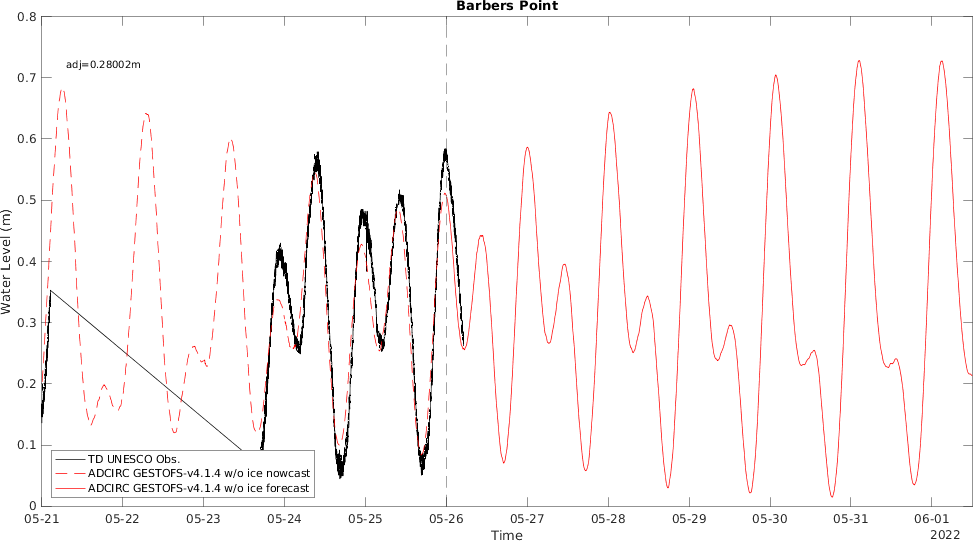 Barbers Point
adj=0.28002m
Water Level (m)
0.8
0.7
0.6
0.5
0.4
0.3
0.2
0.1
0
TD UNESCO Obs.
ADCIRC GESTOFS-v4.1.4 w/o ice nowcast
ADCIRC GESTOFS-v4.1.4 w/o ice forecast
05-21 05-22 05-23 05-24 05-25 05-26 05-27 05-28 05-29 05-30 05-31 06-01
Time
2022